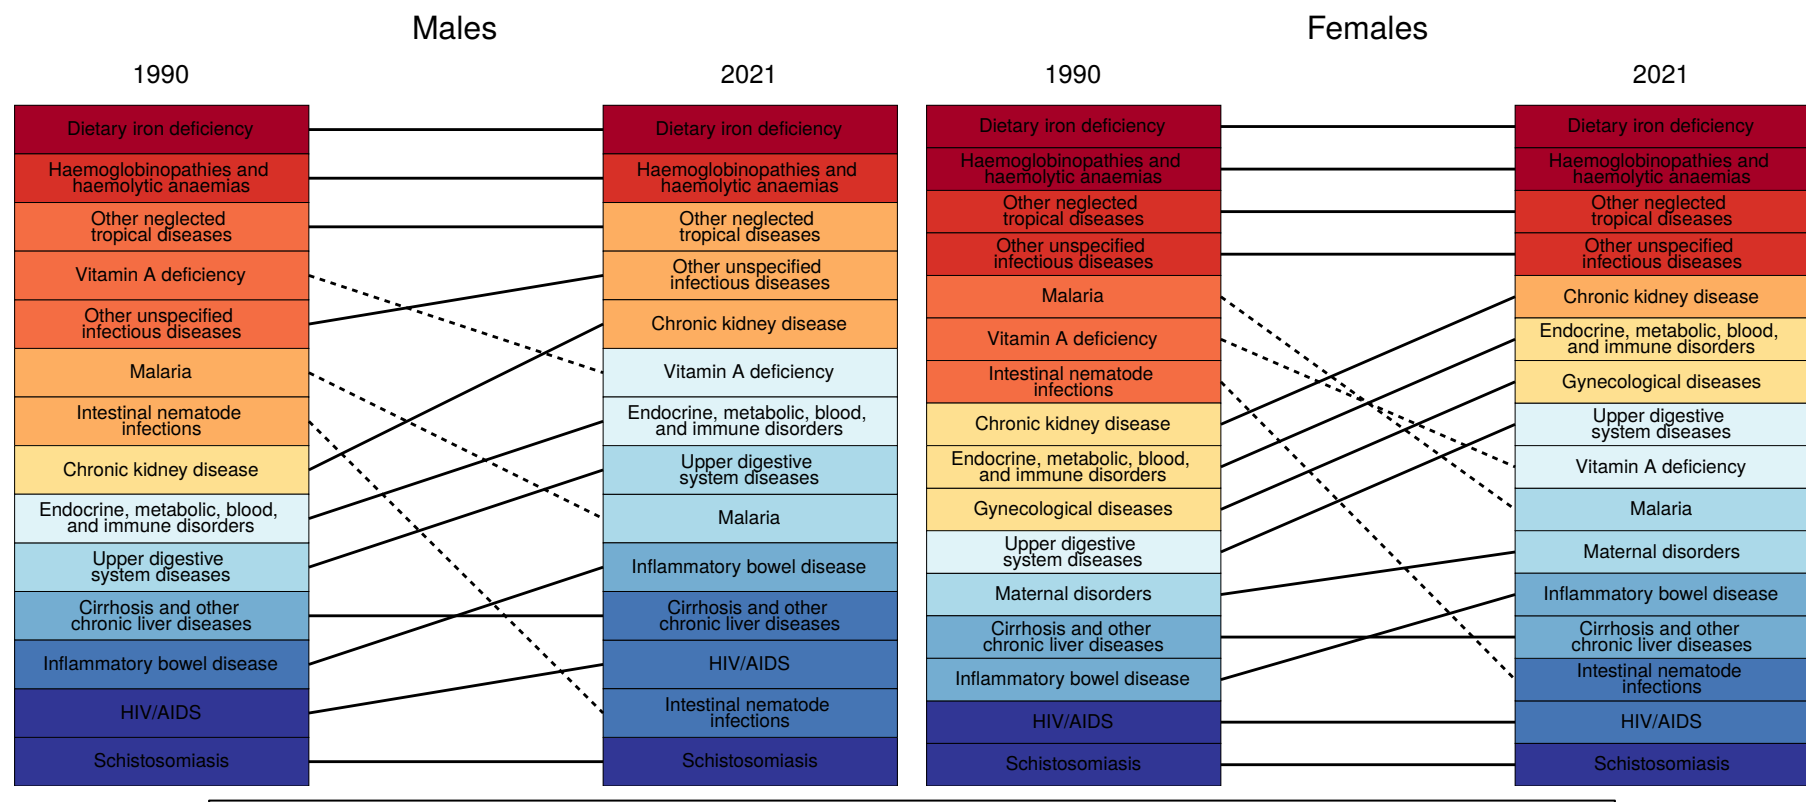 Males
1990
2021
Dietary iron deficiency
Haemoglobinopathies and
haemolytic anaemias
Other neglected
tropical diseases
Vitamin A deficiency
Other unspecified
infectious diseases
Malaria
Intestinal nematode
infections
Chronic kidney disease
Endocrine, metabolic, blood,
and immune disorders
Upper digestive
system diseases
Cirrhosis and other
chronic liver diseases
Inflammatory bowel disease
HIV/AIDS
Schistosomiasis
Dietary iron deficiency
Haemoglobinopathies and
haemolytic anaemias
Other neglected
tropical diseases
Other unspecified
infectious diseases
Chronic kidney disease
Vitamin A deficiency
Endocrine, metabolic, blood,
and immune disorders
Upper digestive
system diseases
Malaria
Inflammatory bowel disease
Cirrhosis and other
chronic liver diseases
HIV/AIDS
Intestinal nematode
infections
Schistosomiasis
Females
1990
2021
Dietary iron deficiency
Haemoglobinopathies and
haemolytic anaemias
Other neglected
tropical diseases
Other unspecified
infectious diseases
Malaria
Vitamin A deficiency
Intestinal nematode
infections
Chronic kidney disease
Endocrine, metabolic, blood,
and immune disorders
Gynecological diseases
Upper digestive
system diseases
Maternal disorders
Cirrhosis and other
chronic liver diseases
Inflammatory bowel disease
HIV/AIDS
Schistosomiasis
Dietary iron deficiency
Haemoglobinopathies and
haemolytic anaemias
Other neglected
tropical diseases
Other unspecified
infectious diseases
Chronic kidney disease
Endocrine, metabolic, blood,
and immune disorders
Gynecological diseases
Upper digestive
system diseases
Vitamin A deficiency
Malaria
Maternal disorders
Inflammatory bowel disease
Cirrhosis and other
chronic liver diseases
Intestinal nematode
infections
HIV/AIDS
Schistosomiasis